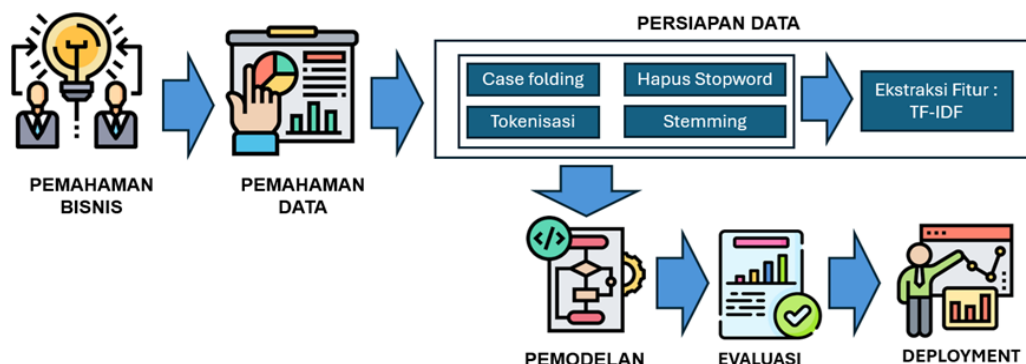 PERSIAPAN DATA
Case folding
Hapus Stopword
Tokenisasi
Stemming
Ekstraksi Fitur :
TF-IDF
PEMAHAMAN
BISNIS
PEMAHAMAN
DATA
</>
PEMODELAN
EVALUASI
DEPLOYMENT